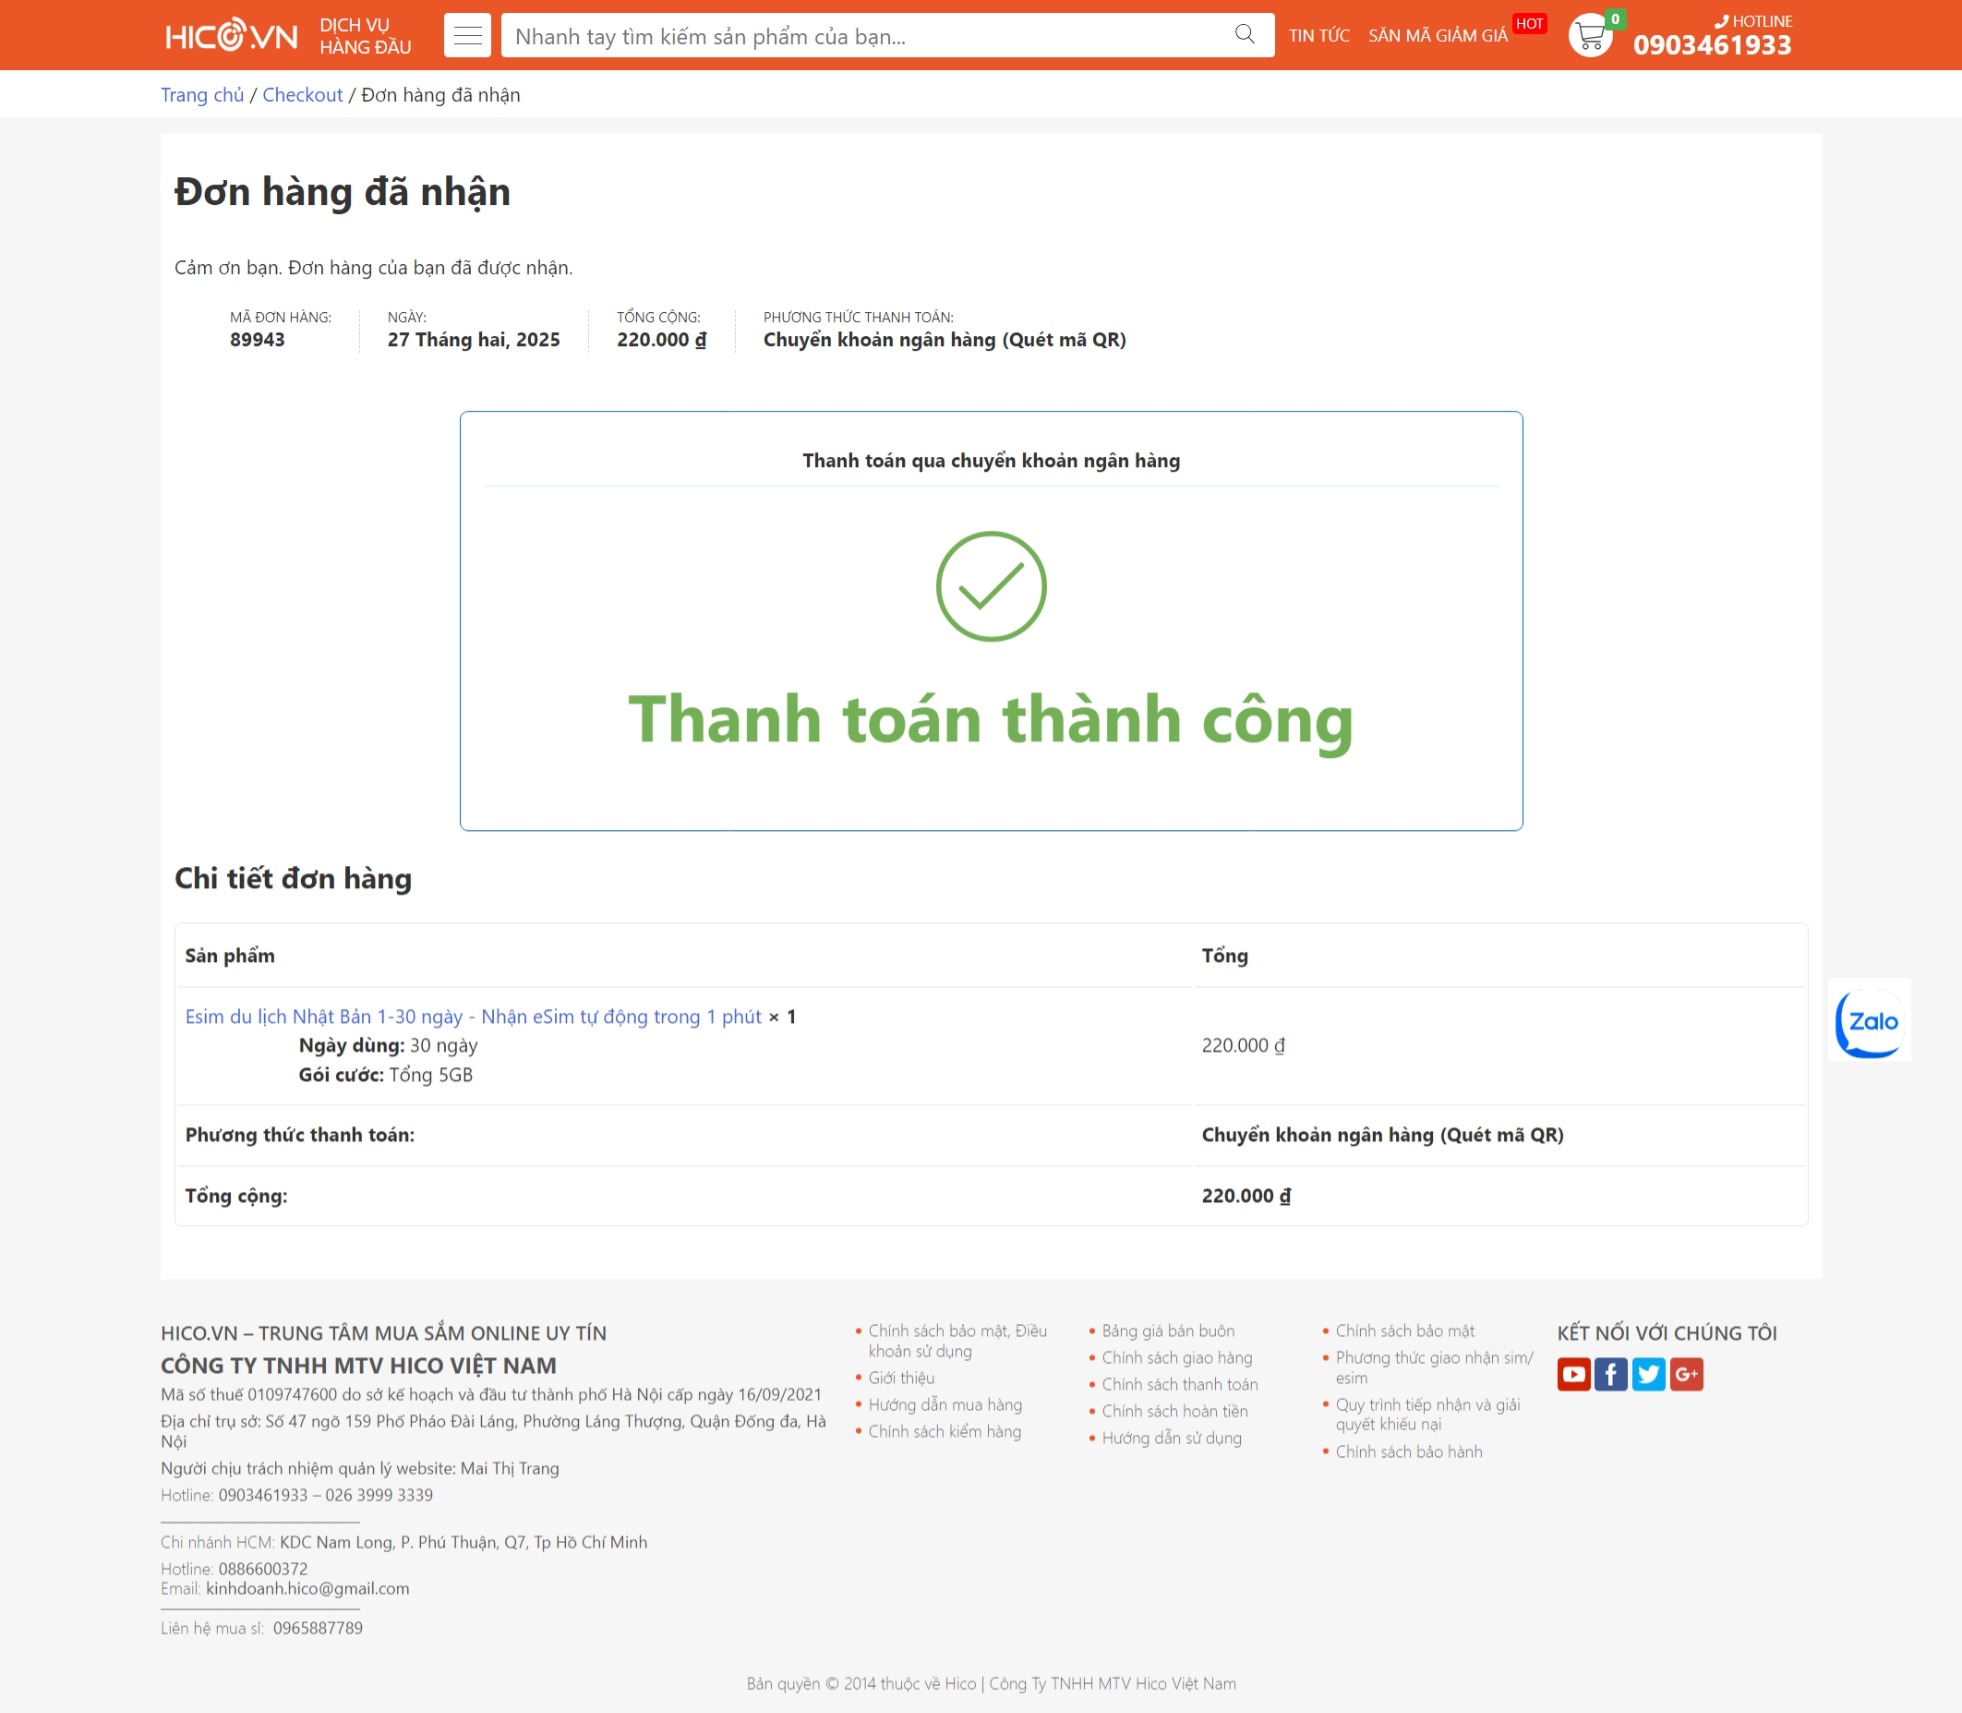 HICO.VN
DỊCH VỤ
HÀNG ĐẦU
Nhanh tay tìm kiếm sản phẩm của bạn...
TIN TỨC
SĂN MÃ GIẢM GIÁ
HOT
0
HOTLINE
0903461933
Trang chủ / Checkout / Đơn hàng đã nhận
Đơn hàng đã nhận
Cảm ơn bạn. Đơn hàng của bạn đã được nhận.
MÃ ĐƠN HÀNG:
89943
NGÀY:
27 Tháng hai, 2025
TỔNG CỘNG:
220.000 ₫
PHƯƠNG THỨC THANH TOÁN:
Chuyển khoản ngân hàng (Quét mã QR)
Thanh toán qua chuyển khoản ngân hàng
Thanh toán thành công
Chi tiết đơn hàng
Sản phẩm
Tổng
Esim du lịch Nhật Bản 1-30 ngày - Nhận eSim tự động trong 1 phút × 1
Ngày dùng: 30 ngày
Gói cước: Tổng 5GB
220.000 ₫
Phương thức thanh toán:
Chuyển khoản ngân hàng (Quét mã QR)
Tổng cộng:
220.000 ₫
Zalo
HICO.VN – TRUNG TÂM MUA SẮM ONLINE UY TÍN
CÔNG TY TNHH MTV HICO VIỆT NAM
Mã số thuế 0109747600 do sở kế hoạch và đầu tư thành phố Hà Nội cấp ngày 16/09/2021
Địa chỉ trụ sở: Số 47 ngõ 159 Phố Pháo Đài Láng, Phường Láng Thượng, Quận Đống đa, Hà
Nội
Người chịu trách nhiệm quản lý website: Mai Thị Trang
Hotline: 0903461933 – 026 3999 3339
Chi nhánh HCM: KDC Nam Long, P. Phú Thuận, Q7, Tp Hồ Chí Minh
Hotline: 0886600372
Email: kinhdoanh.hico@gmail.com
Liên hệ mua sỉ: 0965887789
Chính sách bảo mật, Điều
khoản sử dụng
Giới thiệu
Hướng dẫn mua hàng
Chính sách kiểm hàng
Bảng giá bán buôn
Chính sách giao hàng
Chính sách thanh toán
Chính sách hoàn tiền
Hướng dẫn sử dụng
Chính sách bảo mật
Phương thức giao nhận sim/
esim
Quy trình tiếp nhận và giải
quyết khiếu nại
Chính sách bảo hành
KẾT NỐI VỚI CHÚNG TÔI
f
G+
Bản quyền © 2014 thuộc về Hico | Công Ty TNHH MTV Hico Việt Nam